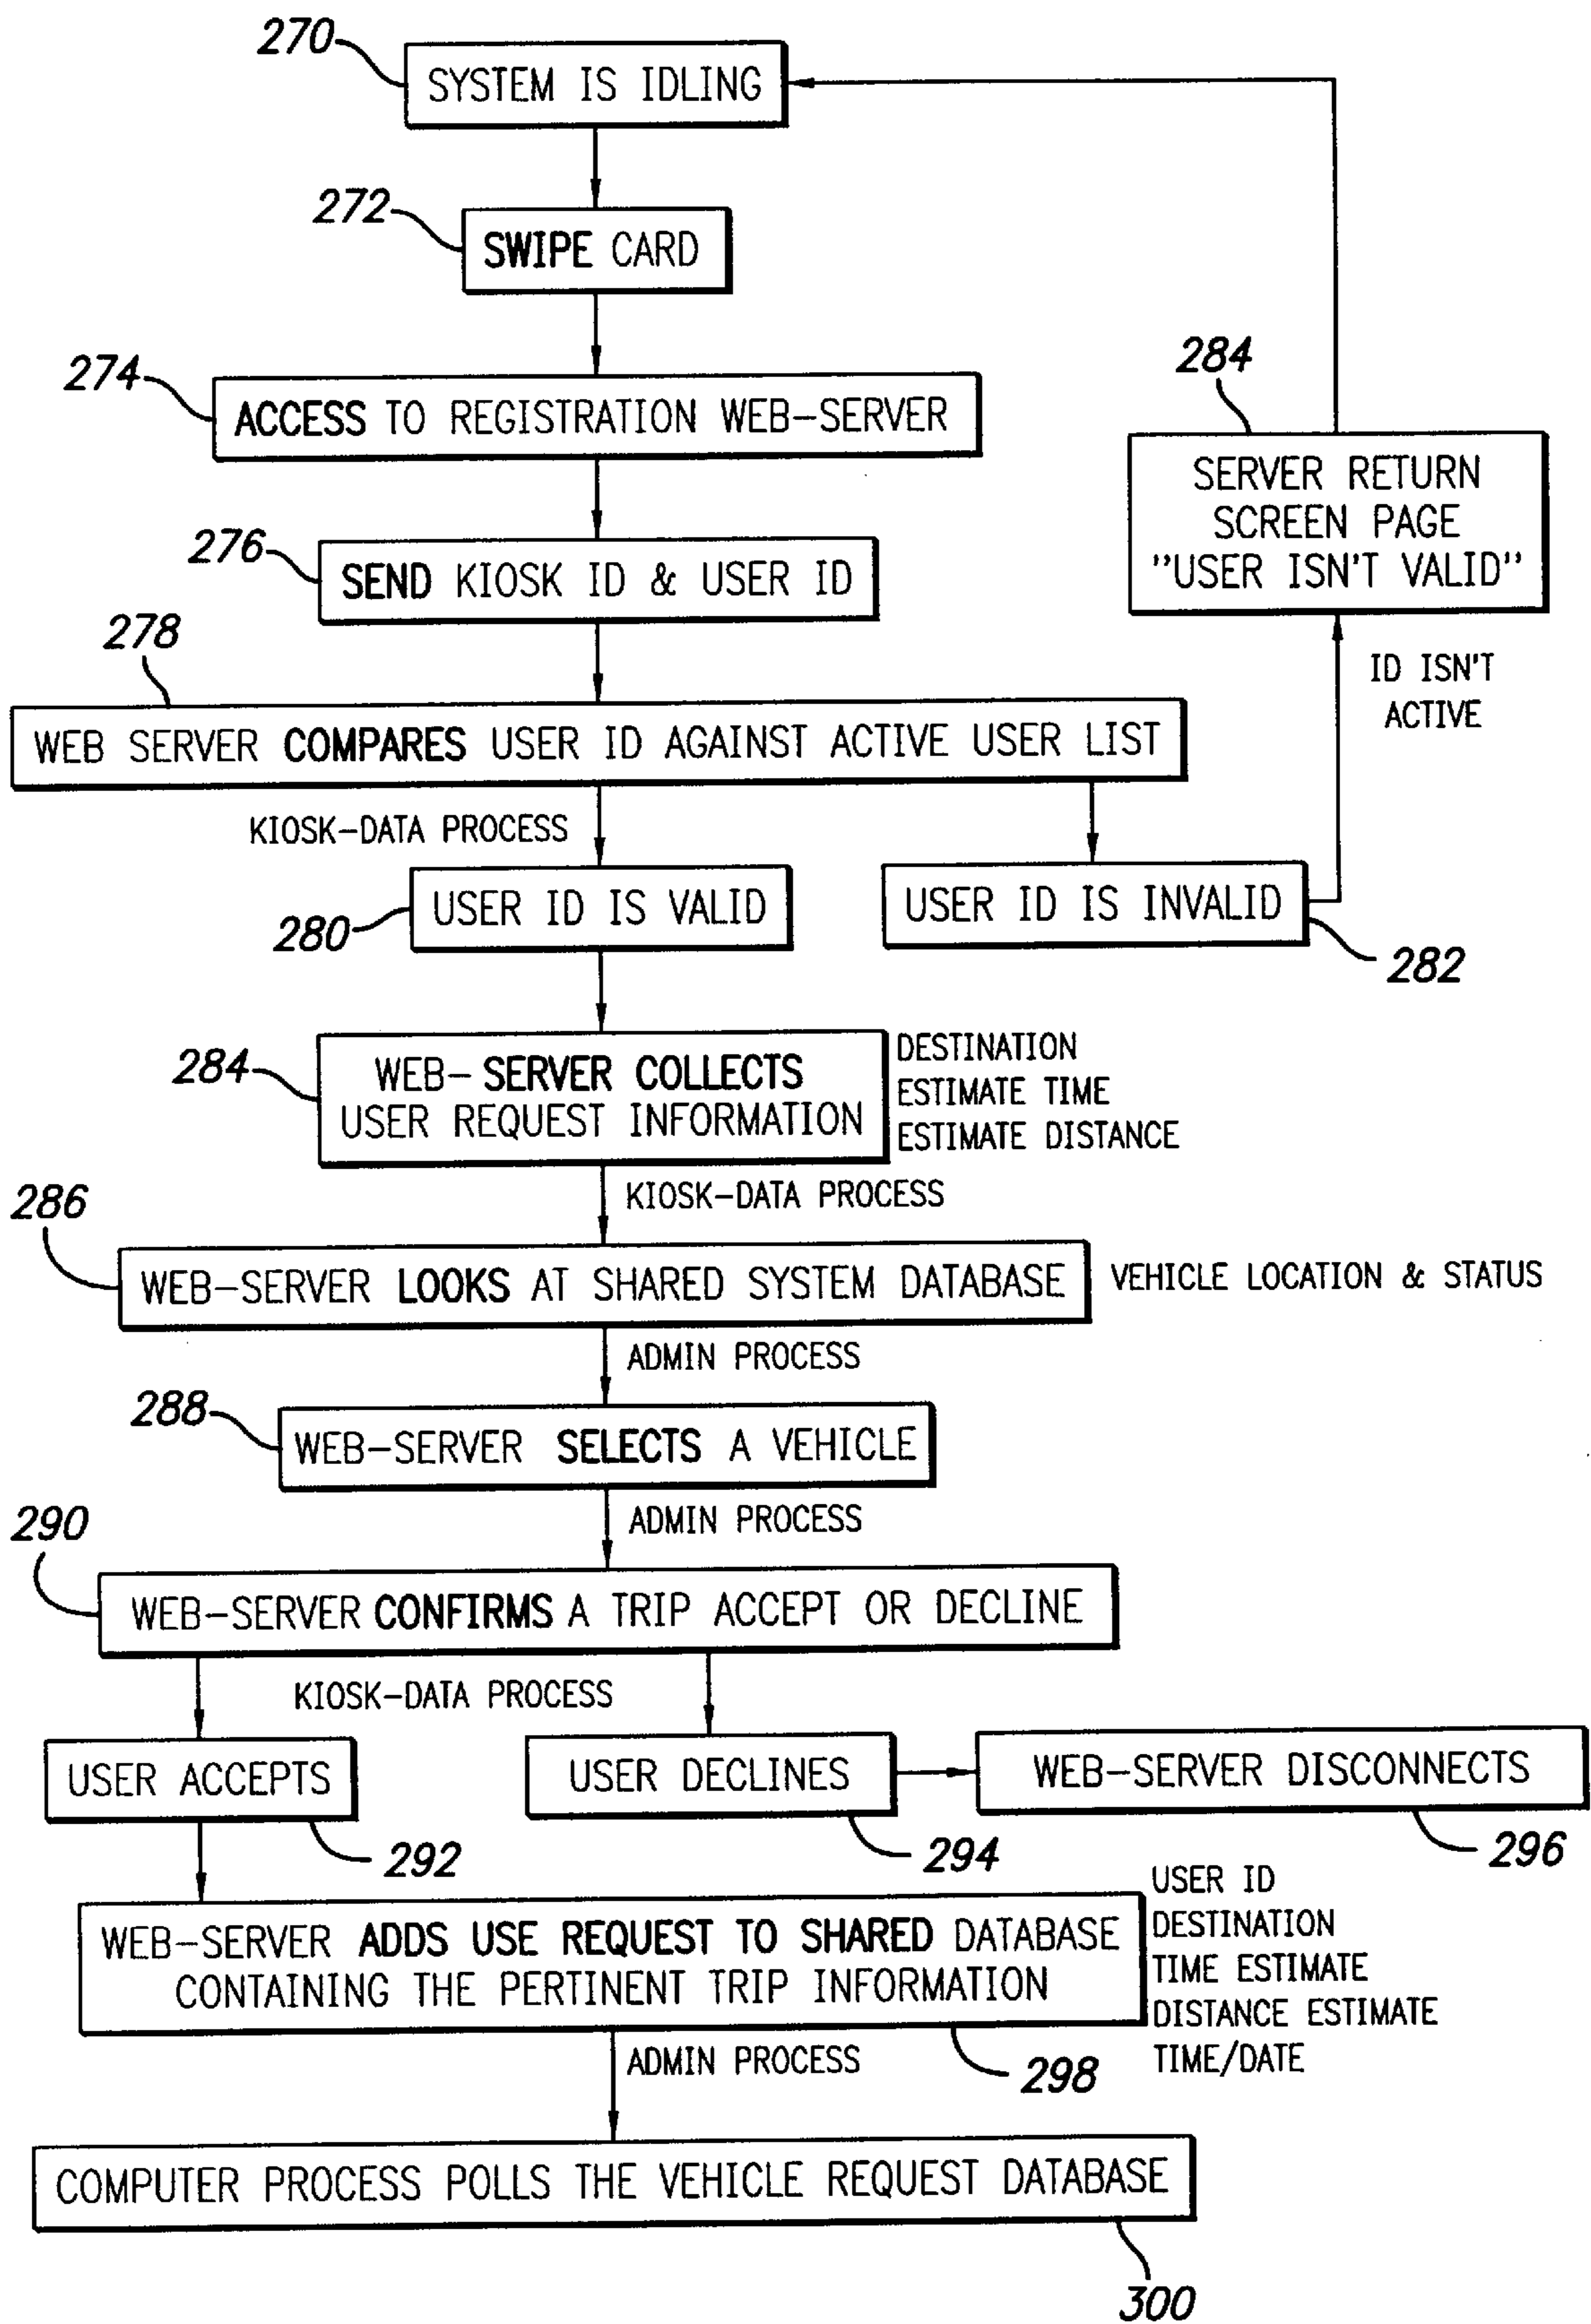 270
SYSTEM IS IDLING
272
SWIPE CARD
274
ACCESS TO REGISTRATION WEB-SERVER
284
SERVER RETURN
SCREEN PAGE
"USER ISN'T VALID"
276
SEND KIOSK ID & USER ID
278
ID ISN'T
ACTIVE
WEB SERVER COMPARES USER ID AGAINST ACTIVE USER LIST
KIOSK-DATA PROCESS
USER ID IS VALID
280
USER ID IS INVALID
282
284
WEB- SERVER COLLECTS
USER REQUEST INFORMATION
DESTINATION
ESTIMATE TIME
ESTIMATE DISTANCE
KIOSK-DATA PROCESS
286
WEB-SERVER LOOKS AT SHARED SYSTEM DATABASE
VEHICLE LOCATION & STATUS
ADMIN PROCESS
288
WEB-SERVER SELECTS A VEHICLE
ADMIN PROCESS
290
WEB-SERVER CONFIRMS A TRIP ACCEPT OR DECLINE
KIOSK-DATA PROCESS
USER ACCEPTS
292
USER DECLINES
294
WEB-SERVER DISCONNECTS
296
WEB-SERVER ADDS USE REQUEST TO SHARED DATABASE
CONTAINING THE PERTINENT TRIP INFORMATION
USER ID
DESTINATION
TIME ESTIMATE
DISTANCE ESTIMATE
TIME/DATE
298
ADMIN PROCESS
COMPUTER PROCESS POLLS THE VEHICLE REQUEST DATABASE
300